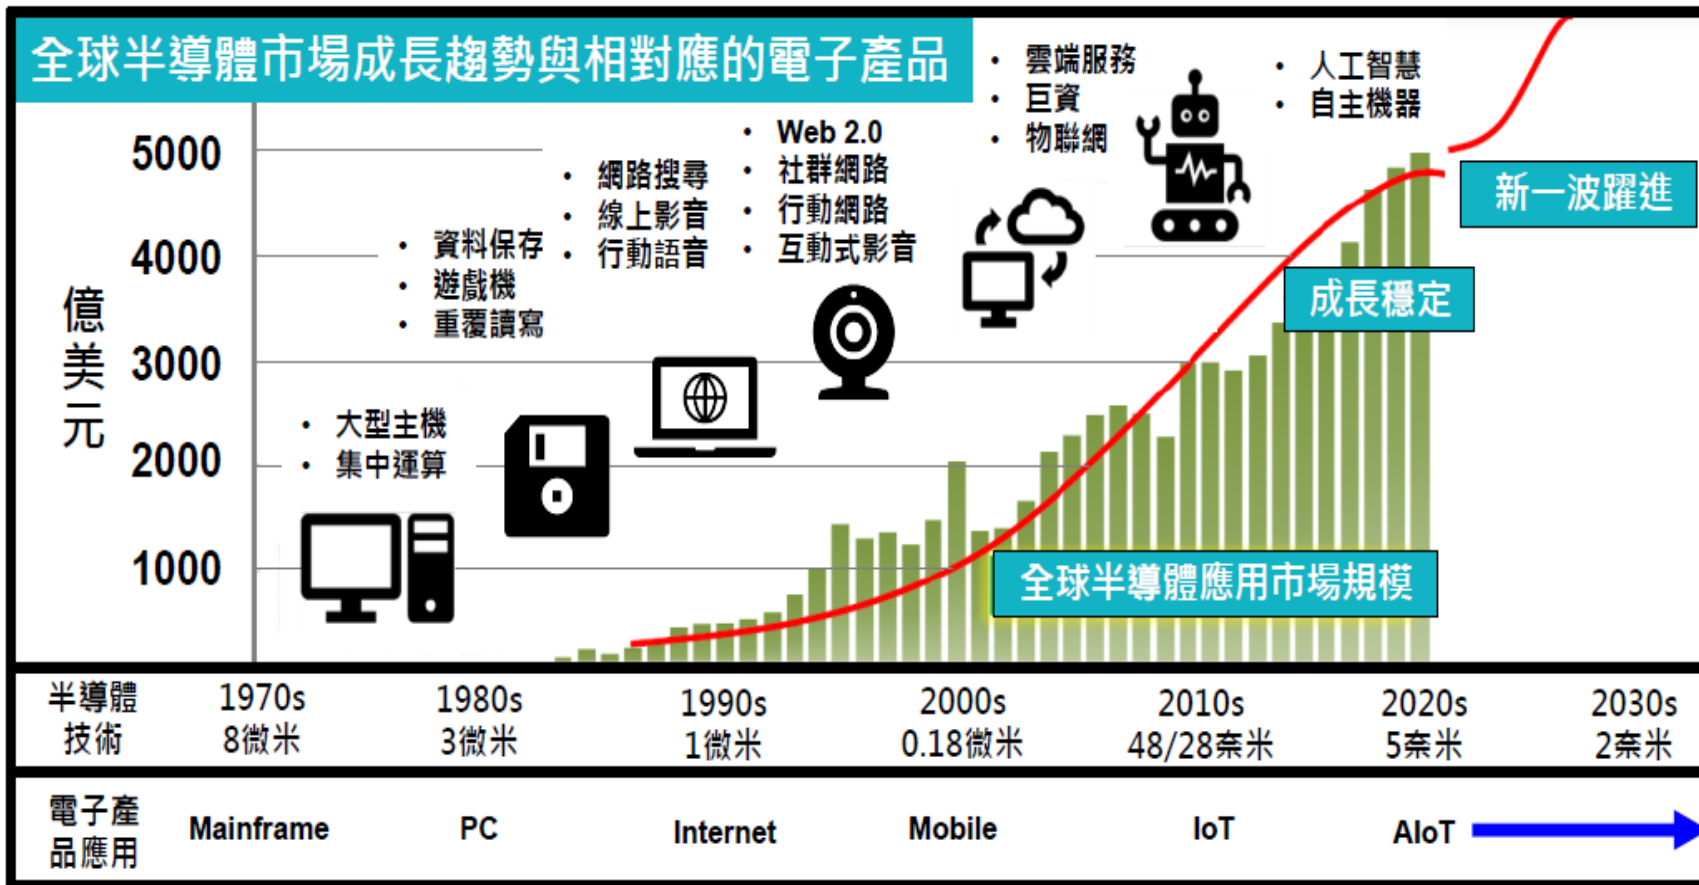 全球半導體市場成長趨勢與相對應的電子產品
億美元
5000
4000
3000
2000
1000
• 大型主機
• 集中運算
• 資料保存
• 遊戲機
• 重覆讀寫
• 網路搜尋
• 線上影音
• 行動語音
• Web 2.0
• 社群網路
• 行動網路
• 互動式影音
• 雲端服務
• 巨資
• 物聯網
• 人工智慧
• 自主機器
新一波躍進
成長穩定
全球半導體應用市場規模
半導體
技術
1970s
8微米
1980s
3微米
1990s
1微米
2000s
0.18微米
2010s
48/28奈米
2020s
5奈米
2030s
2奈米
電子產
品應用
Mainframe
PC
Internet
Mobile
IoT
AIoT